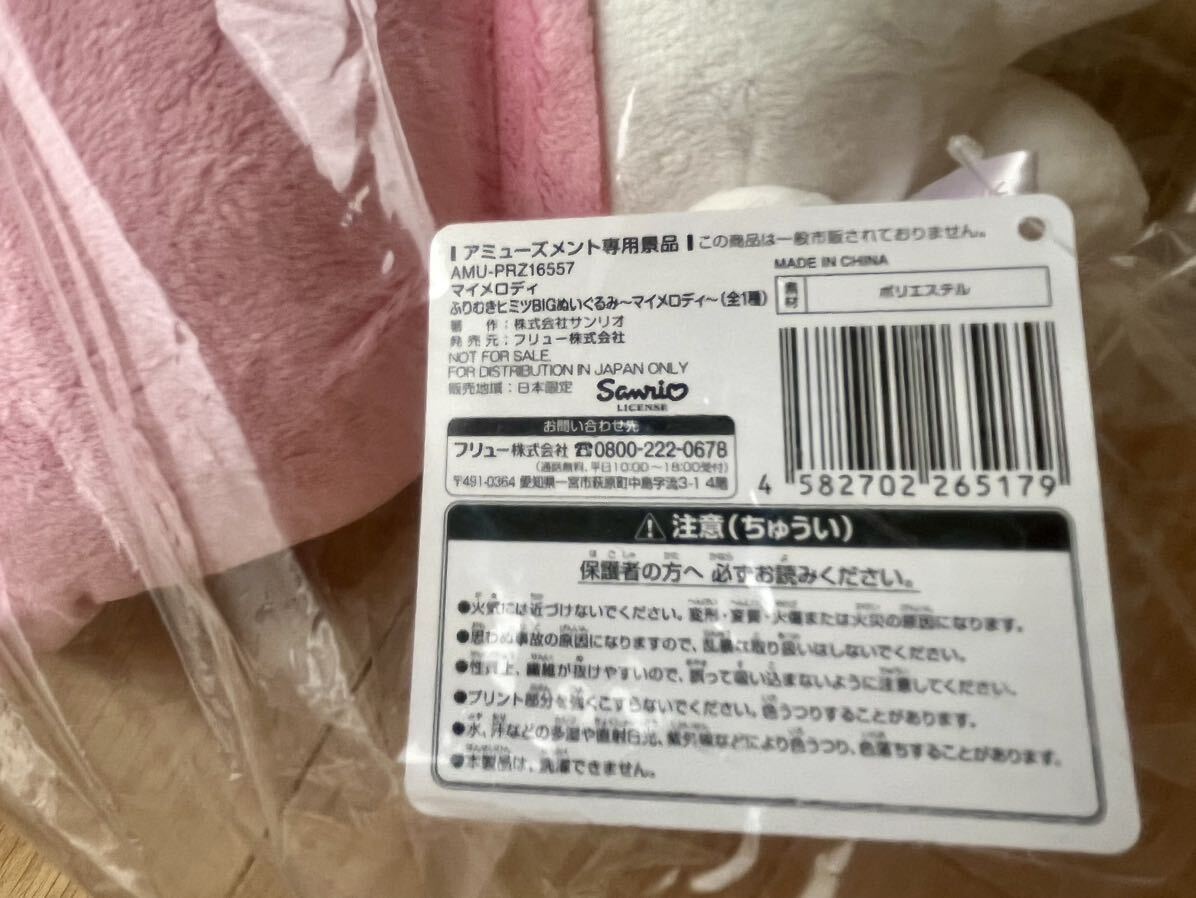 アミューズメント専用景品 この商品は一般市販されておりません。
AMU-PRZ16557
マイメロディ
ふりむきヒミツBIGぬいぐるみ〜マイメロディ〜(全1種)
著 作:株式会社サンリオ
発売元:フリュー株式会社
NOT FOR SALE.
FOR DISTRIBUTION IN JAPAN ONLY
販売地域:日本限定
Sanrio
LICENSE
お問い合わせ先
フリュー株式会社 ☎0800-222-0678
(通話無料、平日10:00〜18:00受付)
〒491-0364 愛知県一宮市萩原町中島字流3-1 4階
MADE IN CHINA
素材 ポリエステル
4 582702 265179
⚠ 注意(ちゅうい)
保護者の方へ 必ずお読みください。
●火気には近づけないでください。変形・変質・火傷または火災の原因になります。
●思わぬ事故の原因になりますので、乱暴な取り扱いはしないでください。
●性質上、繊維が抜けやすいので、誤って吸い込まないように注意してください。
●プリント部分を強くこすらないでください。色うつりすることがあります。
●水、汗などの多湿や直射日光、紫外線などにより色うつり、色落ちすることがあります。
●本製品は、洗濯できません。